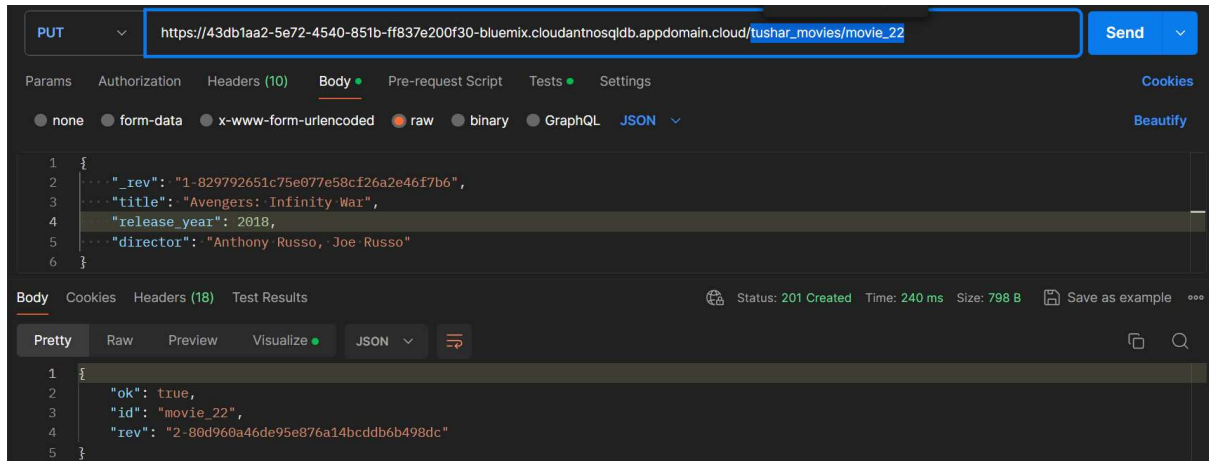 PUT https://43db1aa2-5e72-4540-851b-ff837e200f30-bluemix.cloudantnosqldb.appdomain.cloud/tushar_movies/movie_22 Send
Params Authorization Headers (10) Body Pre-request Script Tests Settings Cookies
none form-data x-www-form-urlencoded raw binary GraphQL JSON Beautify
1 {
2 "_rev": "1-829792651c75e077e58cf26a2e46f7b6",
3 "title": "Avengers: Infinity War",
4 "release_year": 2018,
5 "director": "Anthony Russo, Joe Russo"
6 }
Body Cookies Headers (18) Test Results Status: 201 Created Time: 240 ms Size: 798 B Save as example
Pretty Raw Preview Visualize JSON
1 {
2 "ok": true,
3 "id": "movie_22",
4 "rev": "2-80d960a46de95e876a14bcddb6b498dc"
5 }